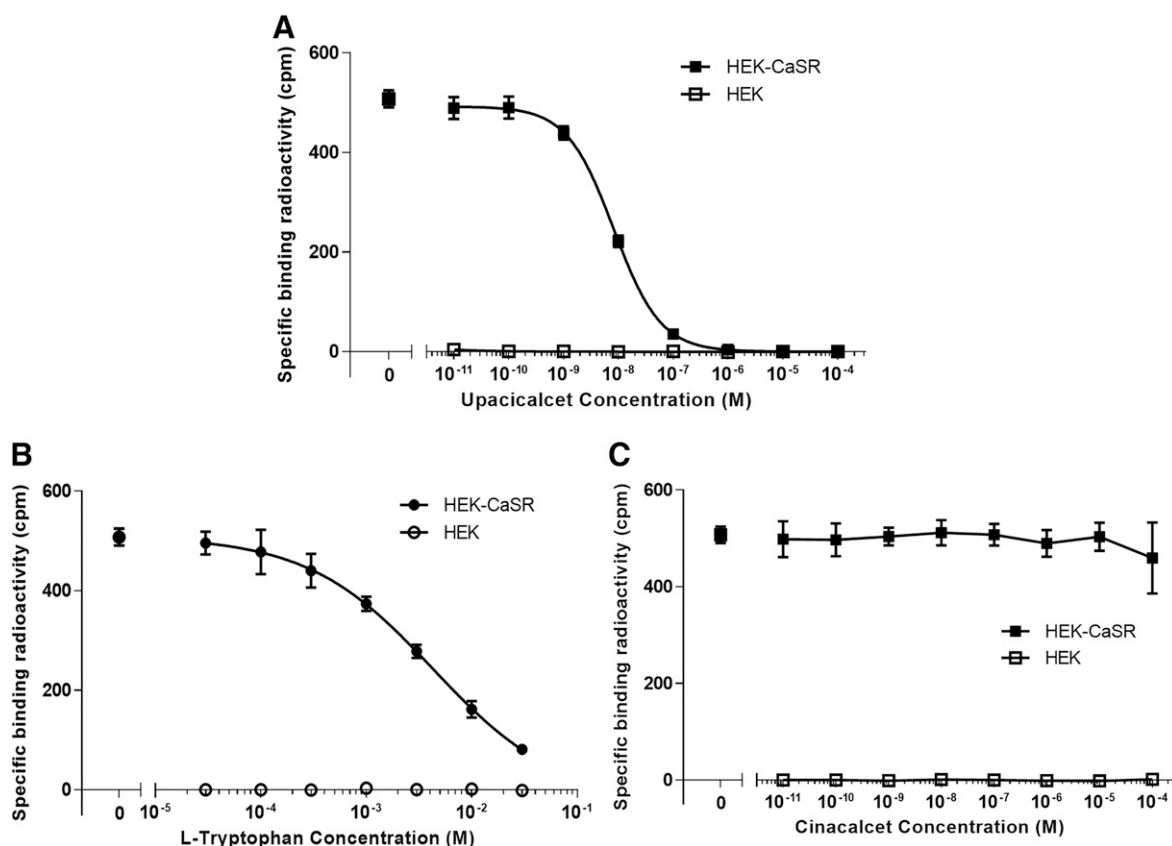 A
Specific binding radioactivity (cpm)
600
400
200
0
HEK-CaSR
HEK
0
10-11
10-10
10-9
10-8
10-7
10-6
10-5
10-4
Upacicalcet Concentration (M)
B
Specific binding radioactivity (cpm)
600
400
200
0
HEK-CaSR
HEK
0
10-5
10-4
10-3
10-2
10-1
L-Tryptophan Concentration (M)
C
Specific binding radioactivity (cpm)
600
400
200
0
HEK-CaSR
HEK
0
10-11
10-10
10-9
10-8
10-7
10-6
10-5
10-4
Cinacalcet Concentration (M)